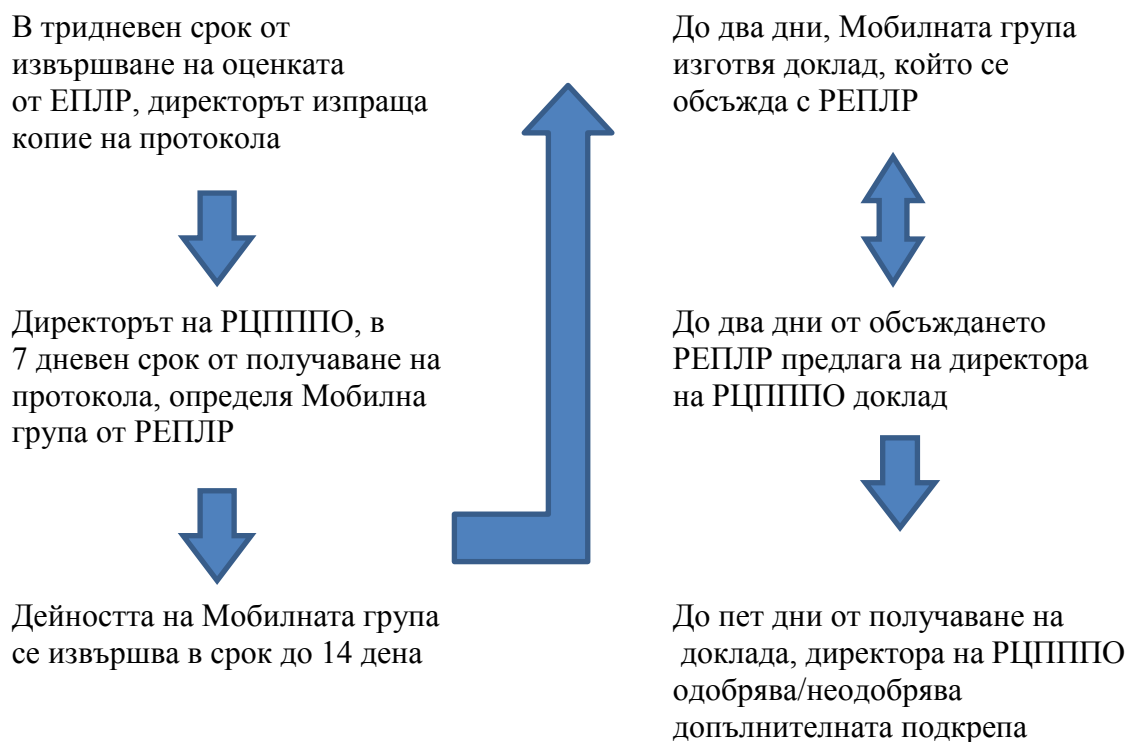 В тридневен срок от
извършване на оценката
от ЕПЛР, директорът изпраща
копие на протокола
Директорът на РЦПППО, в
7 дневен срок от получаване на
протокола, определя Мобилна
група от РЕПЛР
Дейността на Мобилната група
се извършва в срок до 14 дена
До два дни, Мобилната група
изготвя доклад, който се
обсъжда с РЕПЛР
До два дни от обсъждането
РЕПЛР предлага на директора
на РЦПППО доклад
До пет дни от получаване на
доклада, директора на РЦПППО
одобрява/неодобрява
допълнителната подкрепа